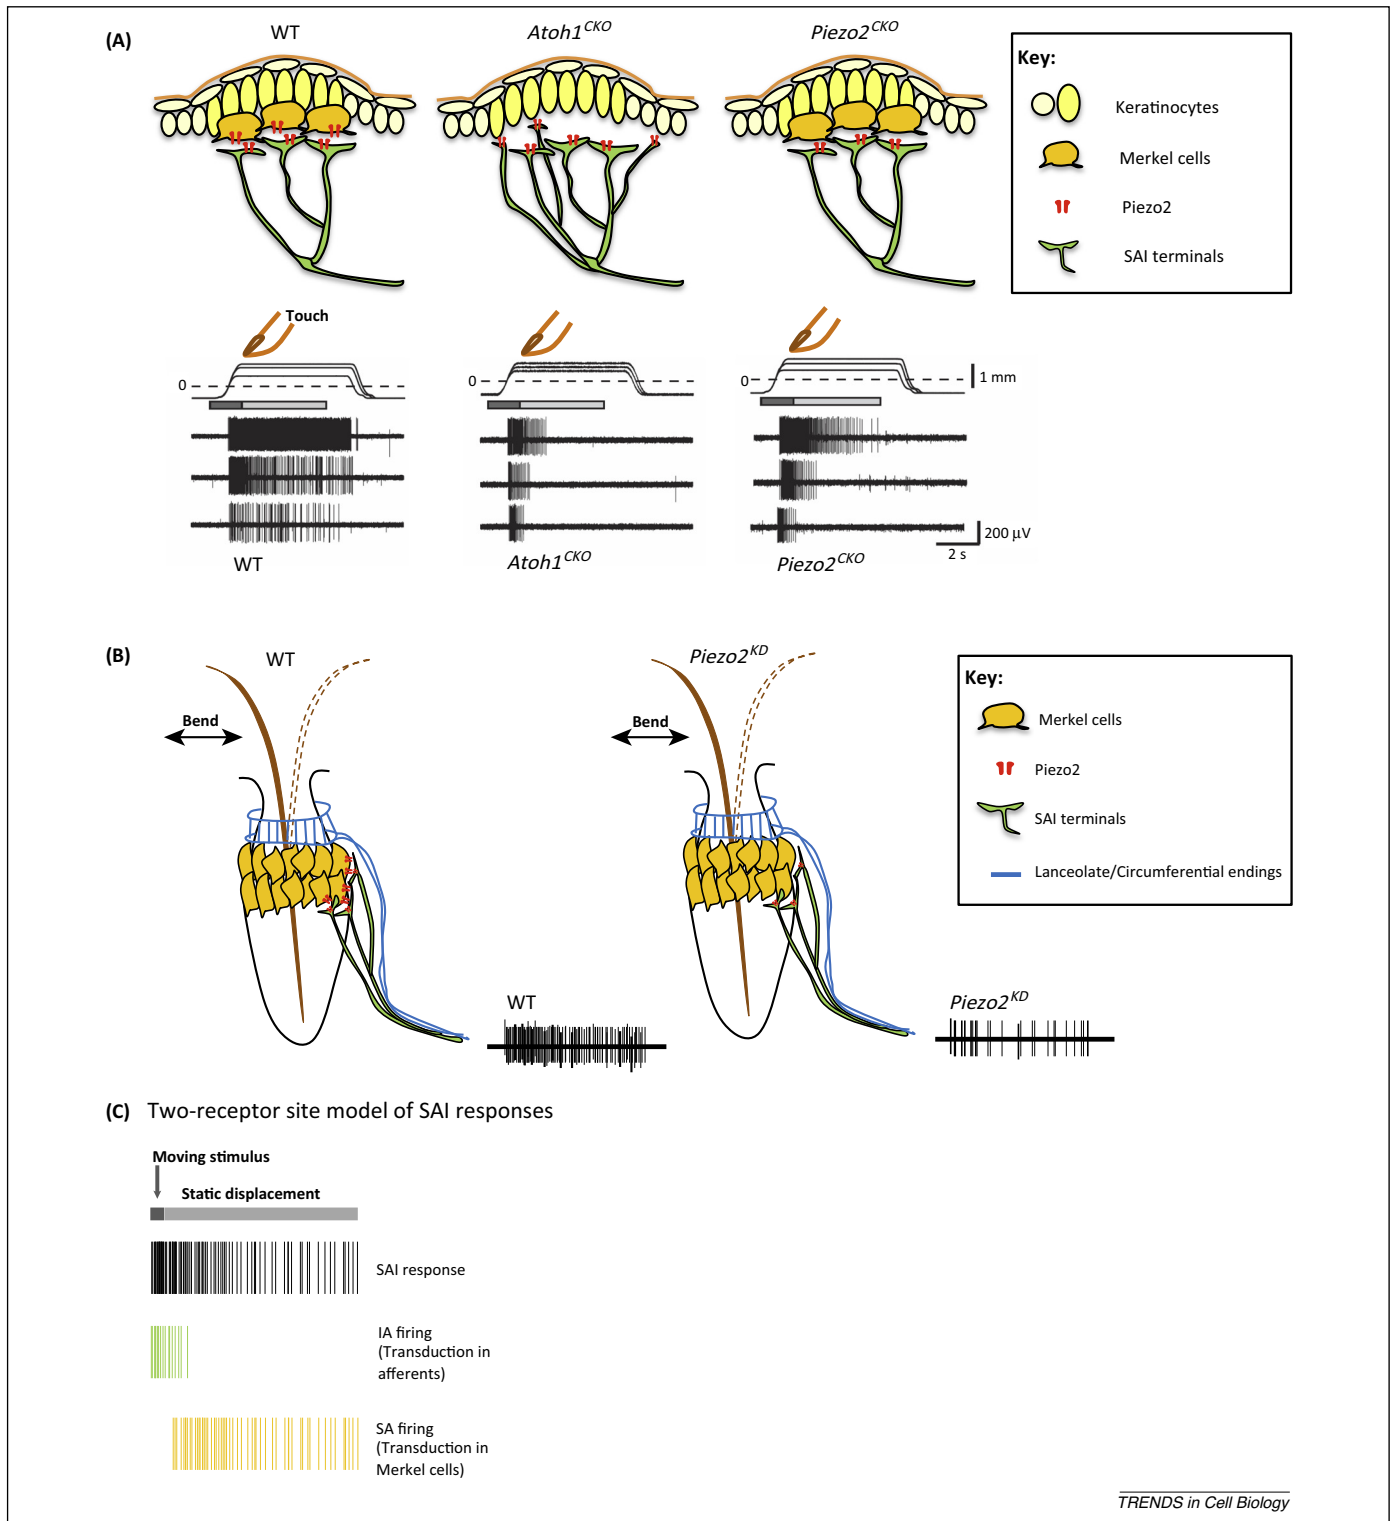 (A)
WT
Atoh1CKO
Piezo2CKO
Key:
Keratinocytes
Merkel cells
Piezo2
SAI terminals
Touch
0
0
0
1 mm
200 μV
2 s
WT
Atoh1CKO
Piezo2CKO
(B)
WT
Piezo2KD
Bend
Bend
Key:
Merkel cells
Piezo2
SAI terminals
Lanceolate/Circumferential endings
WT
Piezo2KD
(C) Two-receptor site model of SAI responses
Moving stimulus
Static displacement
SAI response
IA firing
(Transduction in
afferents)
SA firing
(Transduction in
Merkel cells)
TRENDS in Cell Biology